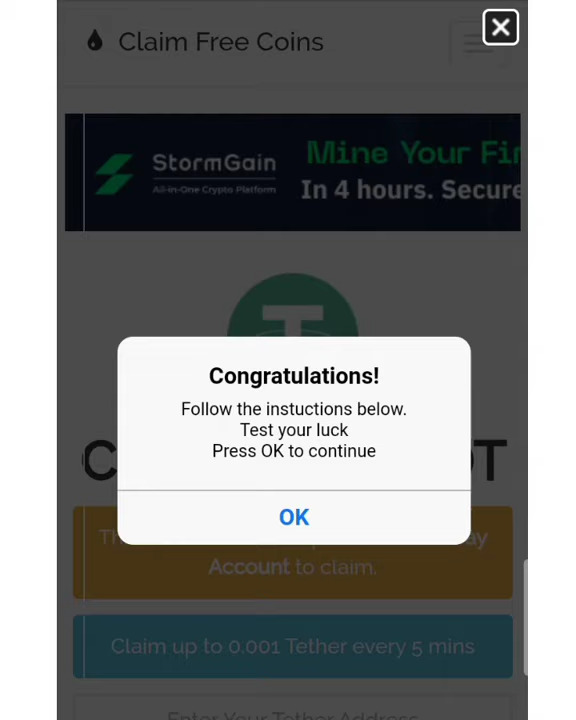 Claim Free Coins
StormGain
All-in-One Crypto Platform
Mine Your Fir
In 4 hours. Secure
Congratulations!
Follow the instuctions below.
Test your luck
Press OK to continue
OK
Account to claim.
Claim up to 0.001 Tether every 5 mins
Enter Your Tether Address